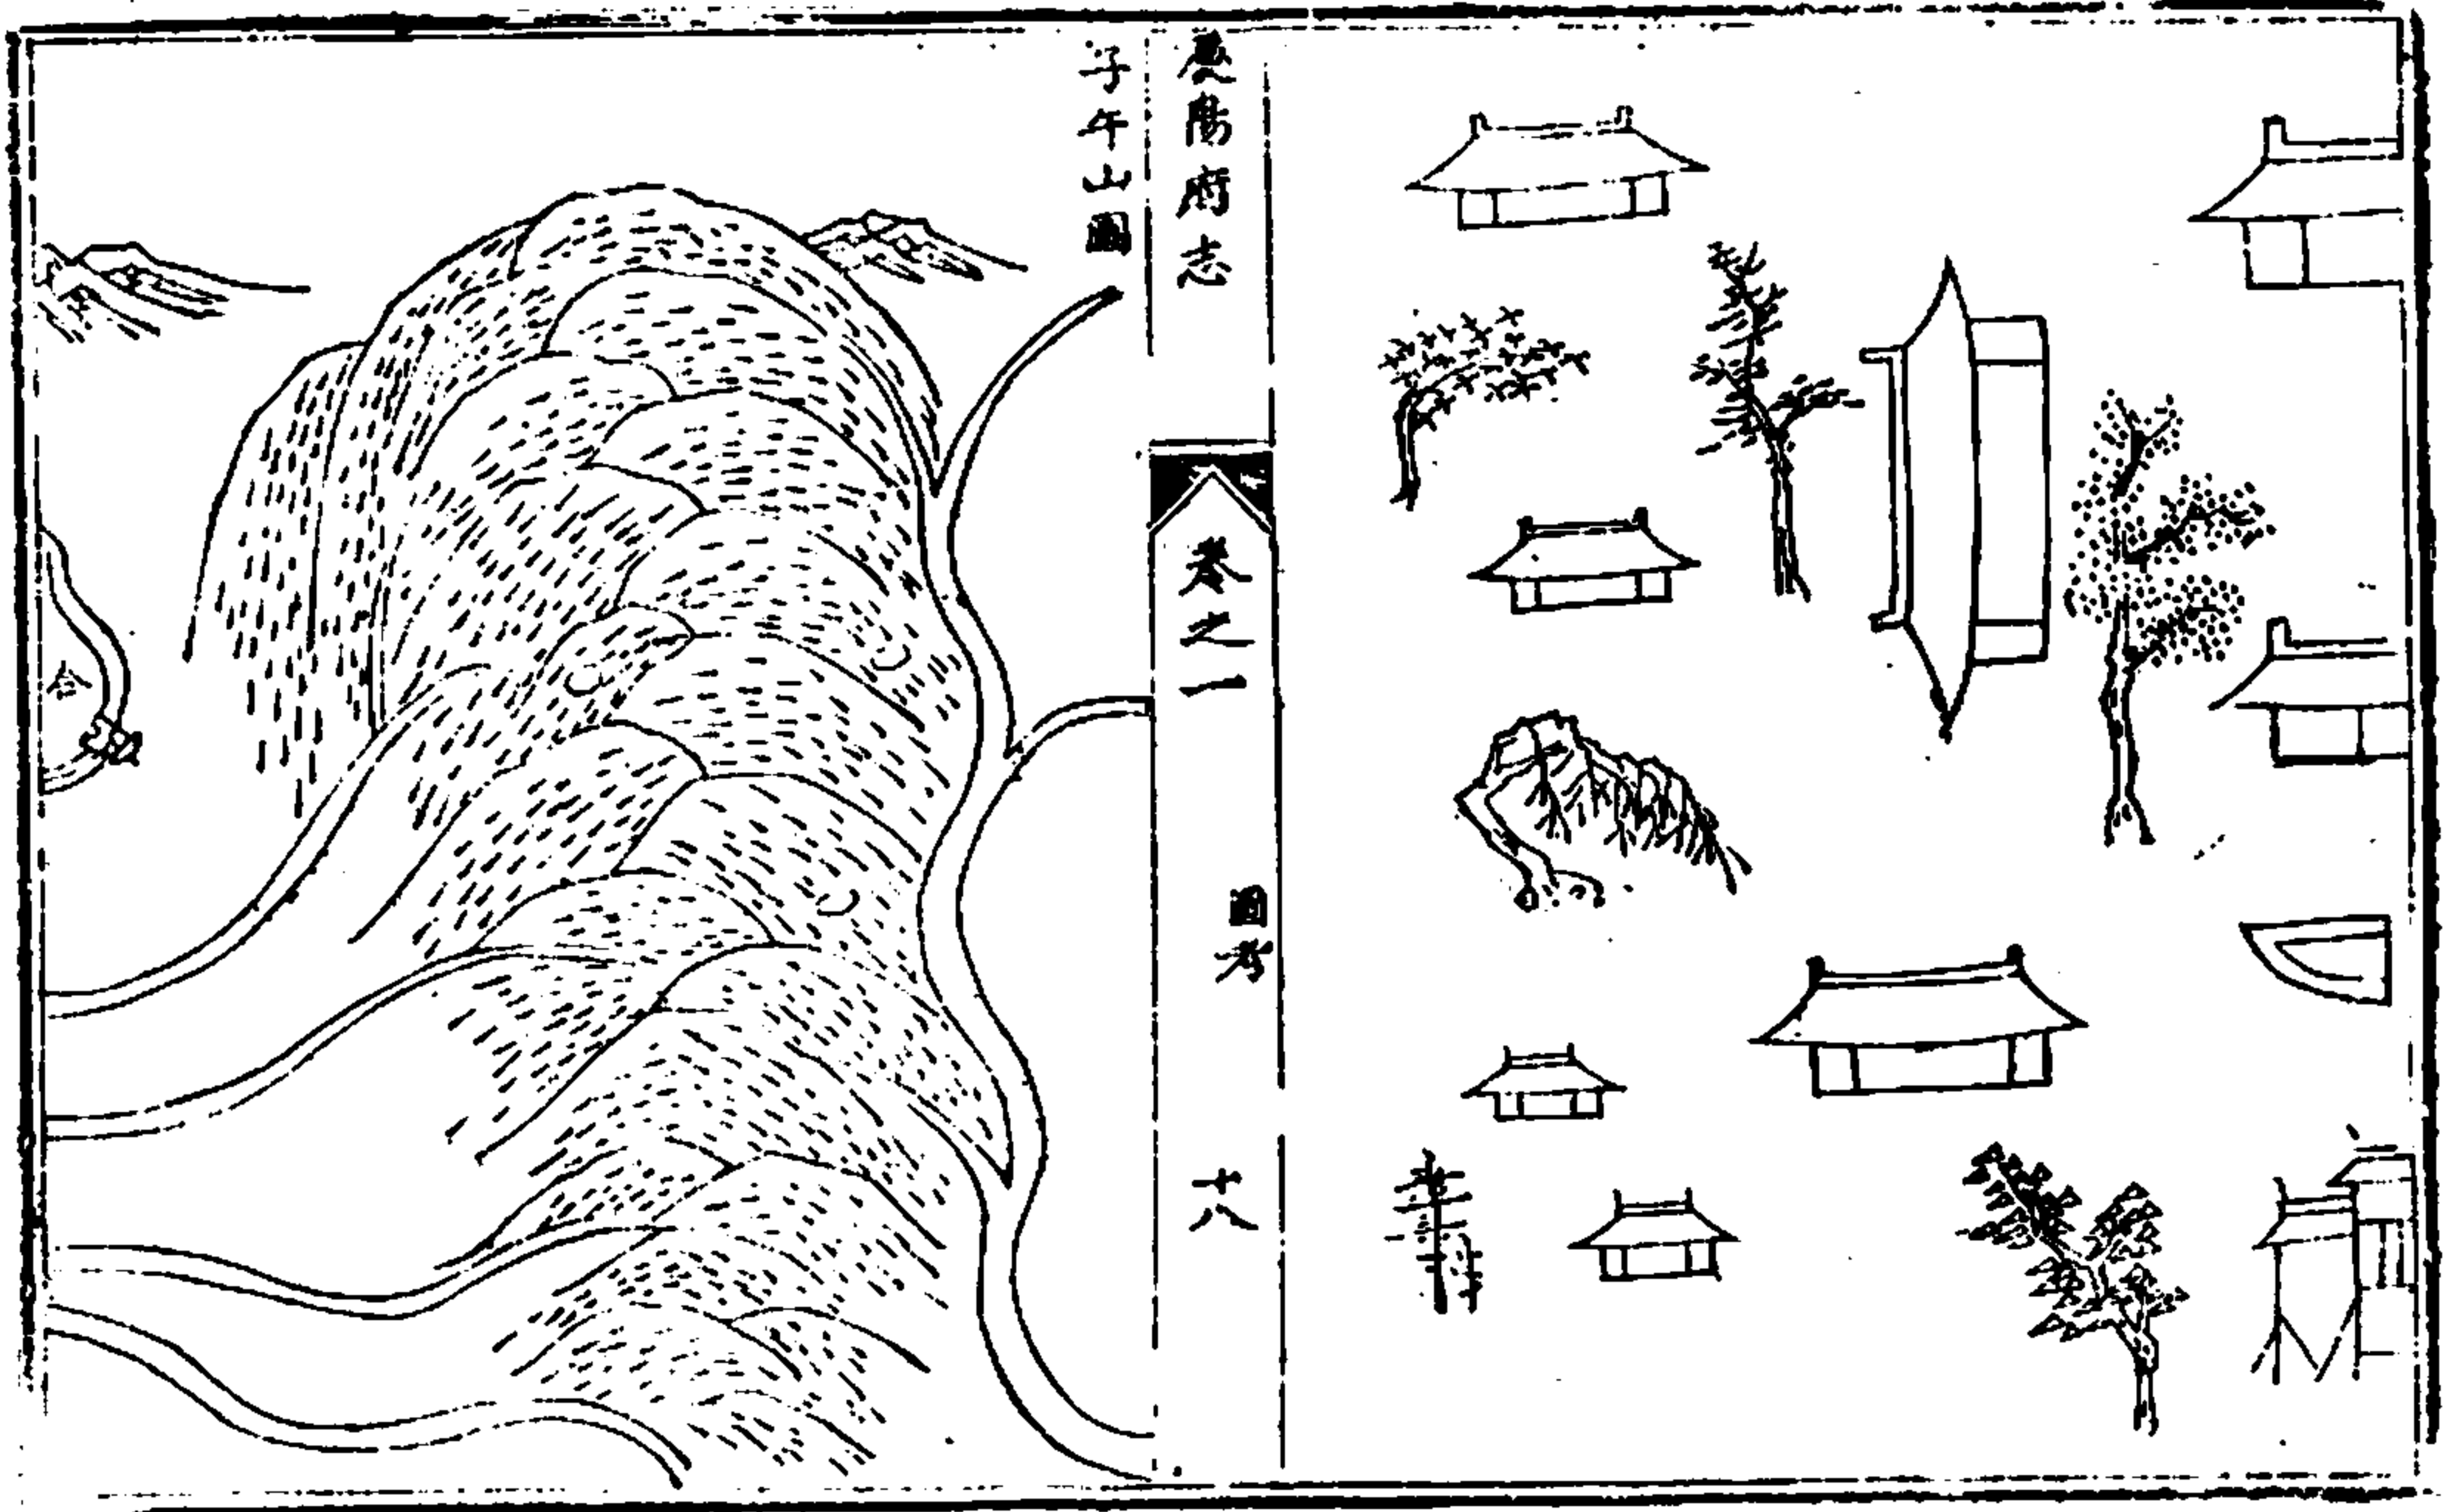 慶陽府志
卷之一
圖考
十八
子午山圖